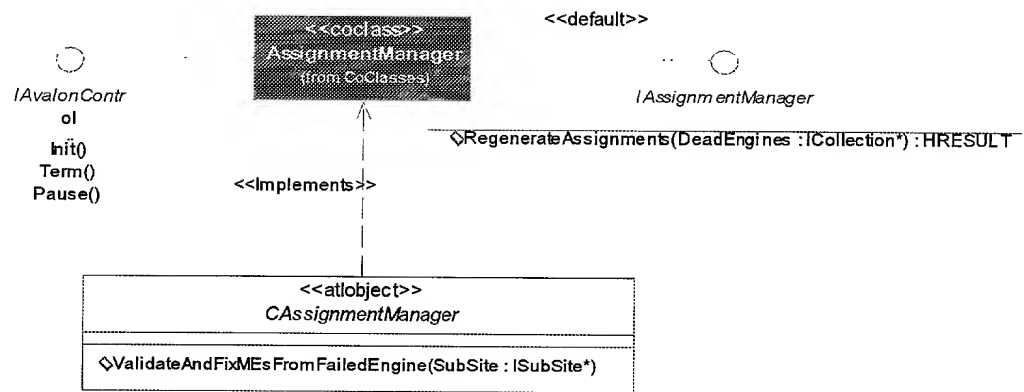 <<coclass>>
AssignmentManager
(from CoClasses)
<<default>>
IAvalonContr
ol
Init()
Term()
Pause()
IAssignmentManager
◇RegenerateAssignments(DeadEngines : ICollection*) : HRESULT
<<Implements>>
<<atlobject>>
CAssignmentManager
◇ValidateAndFixMEsFromFailedEngine(SubSite : ISubSite*)